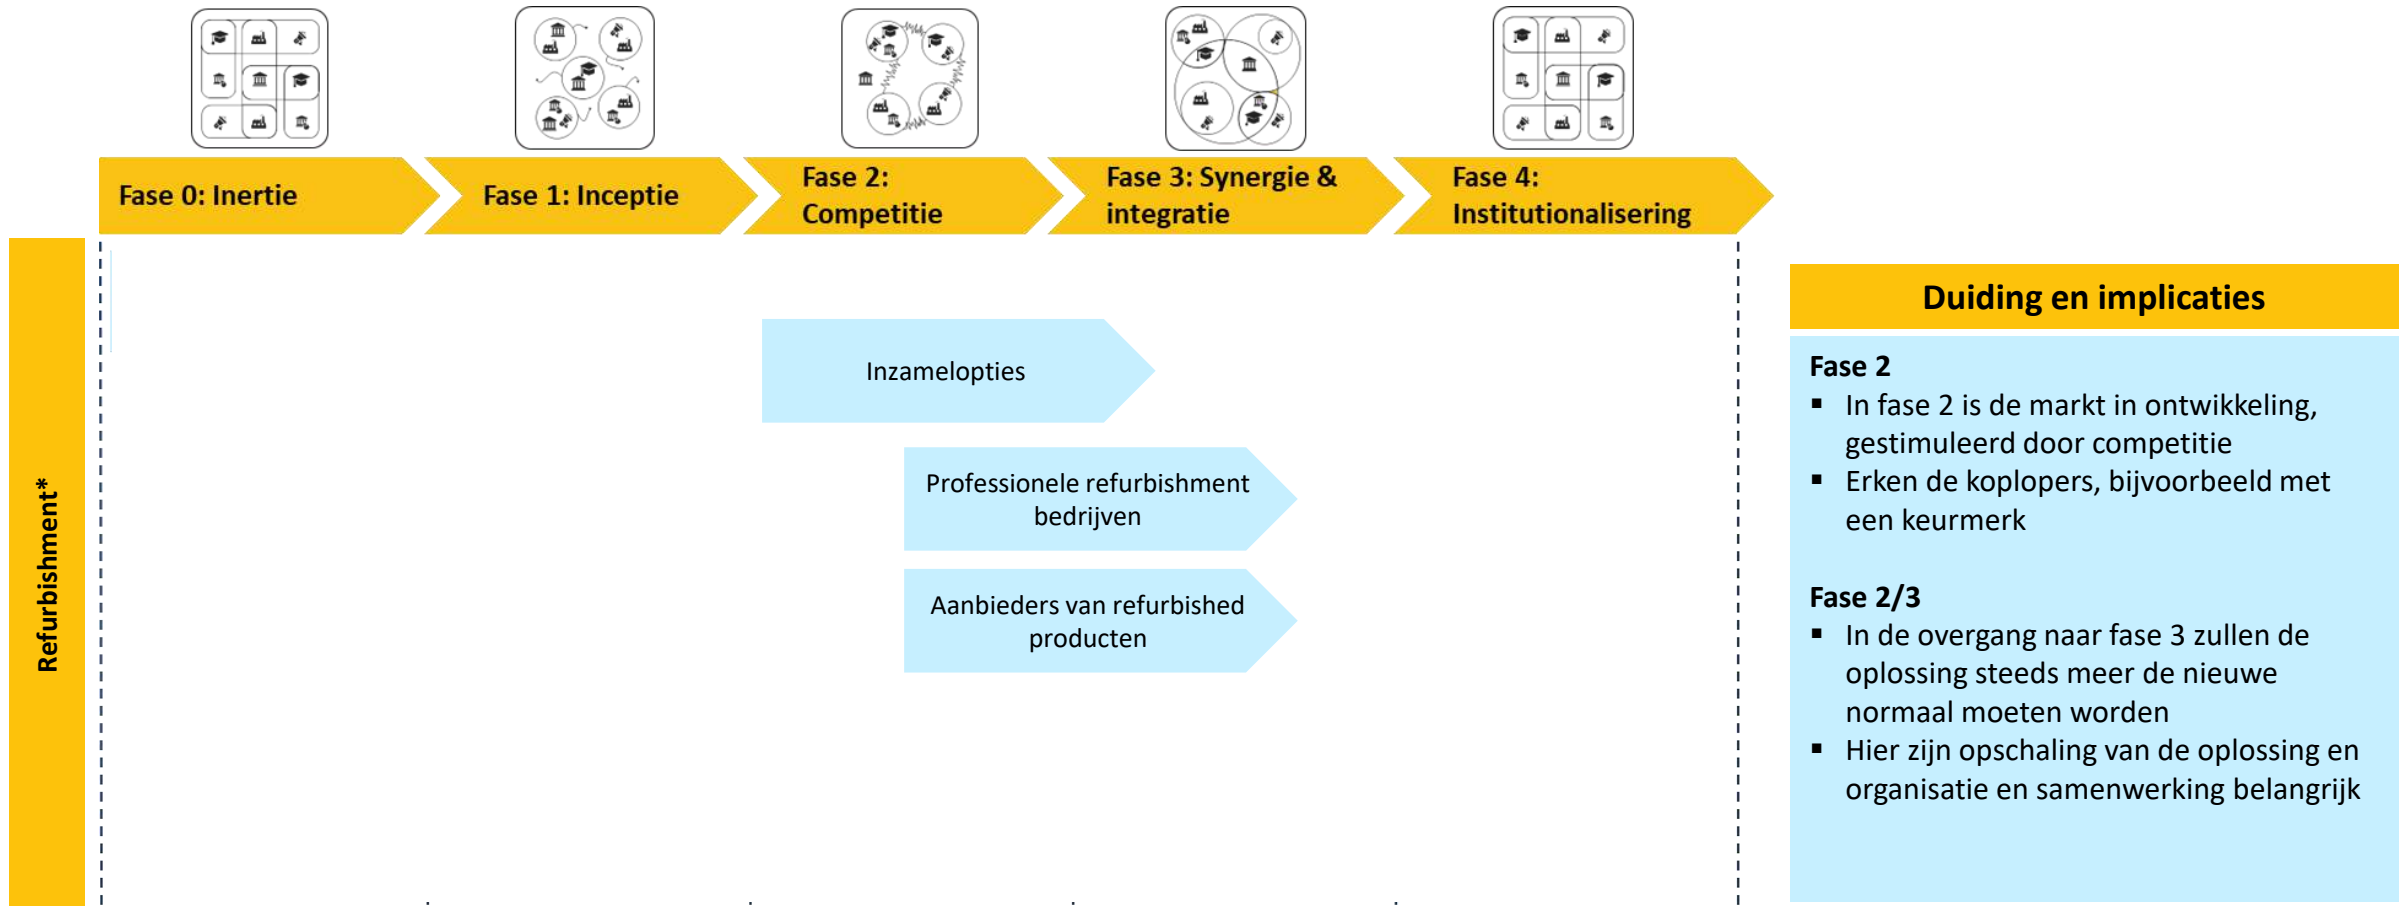 Fase 0: Inertie
Fase 1: Inceptie
Fase 2:
Competitie
Fase 3: Synergie &
integratie
Fase 4:
Institutionalisering
Refurbishment*
Inzamelopties
Professionele refurbishment
bedrijven
Aanbieders van refurbished
producten
Duiding en implicaties
Fase 2
▪ In fase 2 is de markt in ontwikkeling,
gestimuleerd door competitie
▪ Erken de koplopers, bijvoorbeeld met
een keurmerk
Fase 2/3
▪ In de overgang naar fase 3 zullen de
oplossing steeds meer de nieuwe
normaal moeten worden
▪ Hier zijn opschaling van de oplossing en
organisatie en samenwerking belangrijk